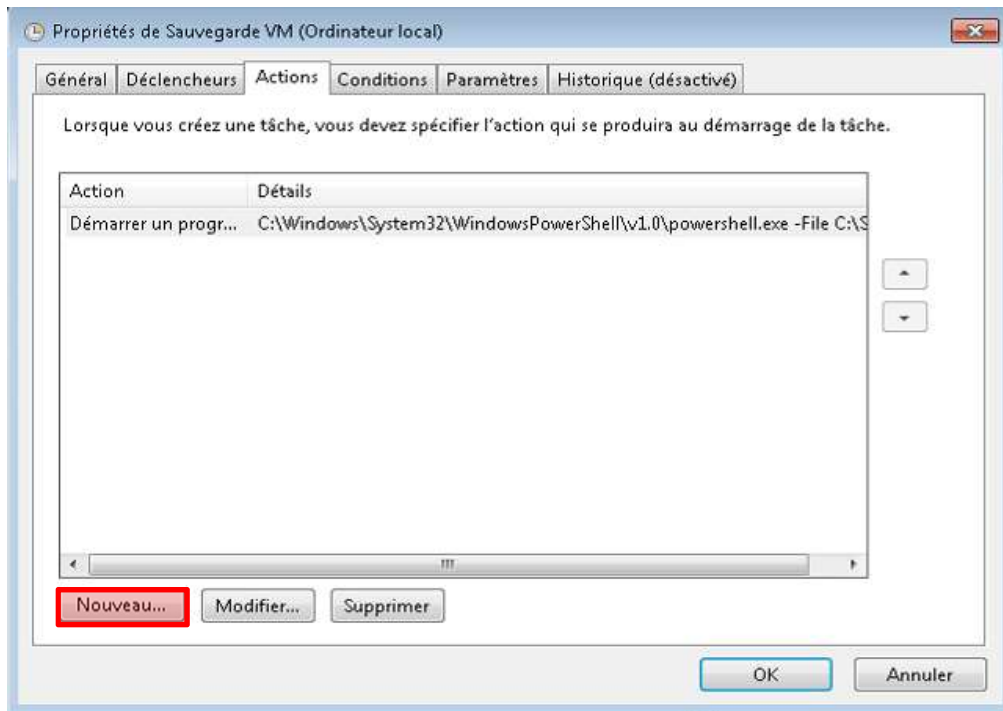 Propriétés de Sauvegarde VM (Ordinateur local)
Général Déclencheurs Actions Conditions Paramètres Historique (désactivé)
Lorsque vous créez une tâche, vous devez spécifier l'action qui se produira au démarrage de la tâche.
Action Détails
Démarrer un progr... C:\Windows\System32\WindowsPowerShell\v1.0\powershell.exe -File C:\S
Nouveau... Modifier... Supprimer
OK Annuler